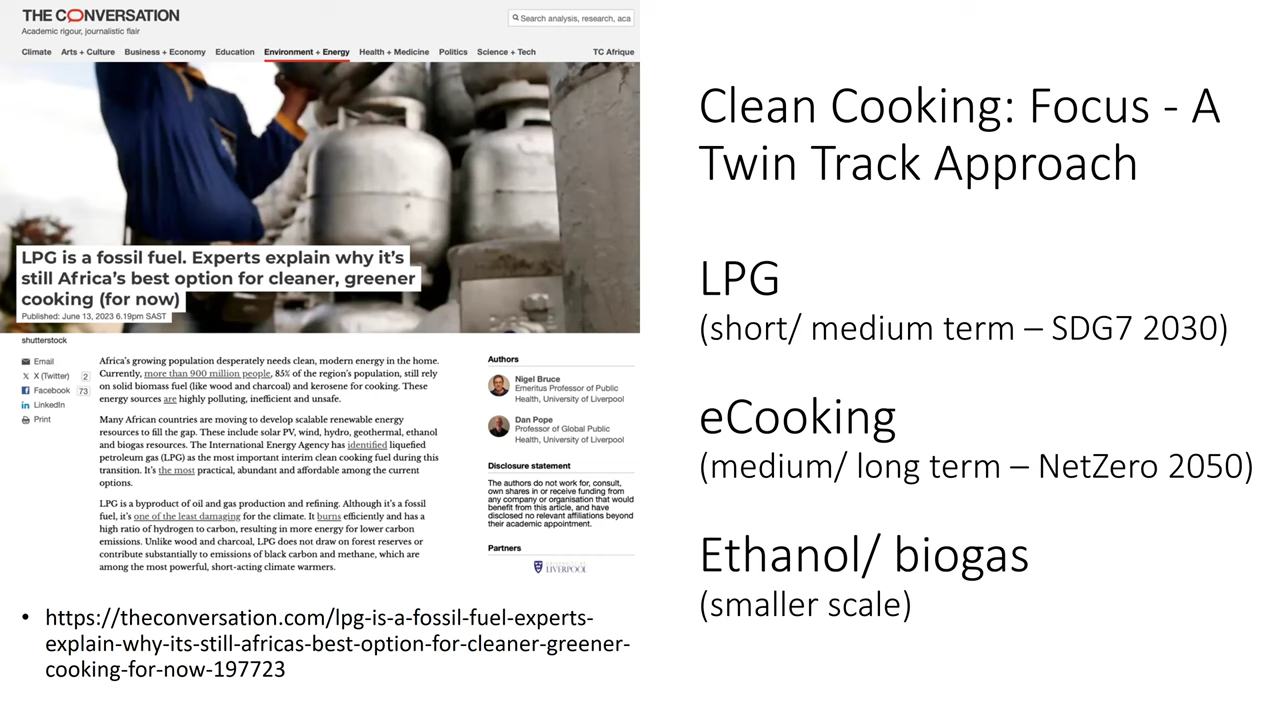 THE CONVERSATION
Academic rigour, journalistic flair
Search analysis, research, aca
Climate Arts + Culture Business + Economy Education Environment + Energy Health + Medicine Politics Science + Tech TC Afrique
LPG is a fossil fuel. Experts explain why it's
still Africa's best option for cleaner, greener
cooking (for now)
Published: June 13, 2023 6.19pm SAST
shutterstock
Email
X (Twitter) 2
Facebook 73
LinkedIn
Print
Africa's growing population desperately needs clean, modern energy in the home.
Currently, more than 900 million people, 85% of the region's population, still rely
on solid biomass fuel (like wood and charcoal) and kerosene for cooking. These
energy sources are highly polluting, inefficient and unsafe.
Many African countries are moving to develop scalable renewable energy
resources to fill the gap. These include solar PV, wind, hydro, geothermal, ethanol
and biogas resources. The International Energy Agency has identified liquefied
petroleum gas (LPG) as the most important interim clean cooking fuel during this
transition. It's the most practical, abundant and affordable among the current
options.
LPG is a byproduct of oil and gas production and refining. Although it's a fossil
fuel, it's one of the least damaging for the climate. It burns efficiently and has a
high ratio of hydrogen to carbon, resulting in more energy for lower carbon
emissions. Unlike wood and charcoal, LPG does not draw on forest reserves or
contribute substantially to emissions of black carbon and methane, which are
among the most powerful, short-acting climate warmers.
Authors
Nigel Bruce
Emeritus Professor of Public
Health, University of Liverpool
Dan Pope
Professor of Global Public
Health, University of Liverpool
Disclosure statement
The authors do not work for, consult,
own shares in or receive funding from
any company or organisation that would
benefit from this article, and have
disclosed no relevant affiliations beyond
their academic appointment.
Partners
UNIVERSITY OF
LIVERPOOL
• https://theconversation.com/lpg-is-a-fossil-fuel-experts-
explain-why-its-still-africas-best-option-for-cleaner-greener-
cooking-for-now-197723
Clean Cooking: Focus - A
Twin Track Approach
LPG
(short/ medium term – SDG7 2030)
eCooking
(medium/ long term – NetZero 2050)
Ethanol/ biogas
(smaller scale)